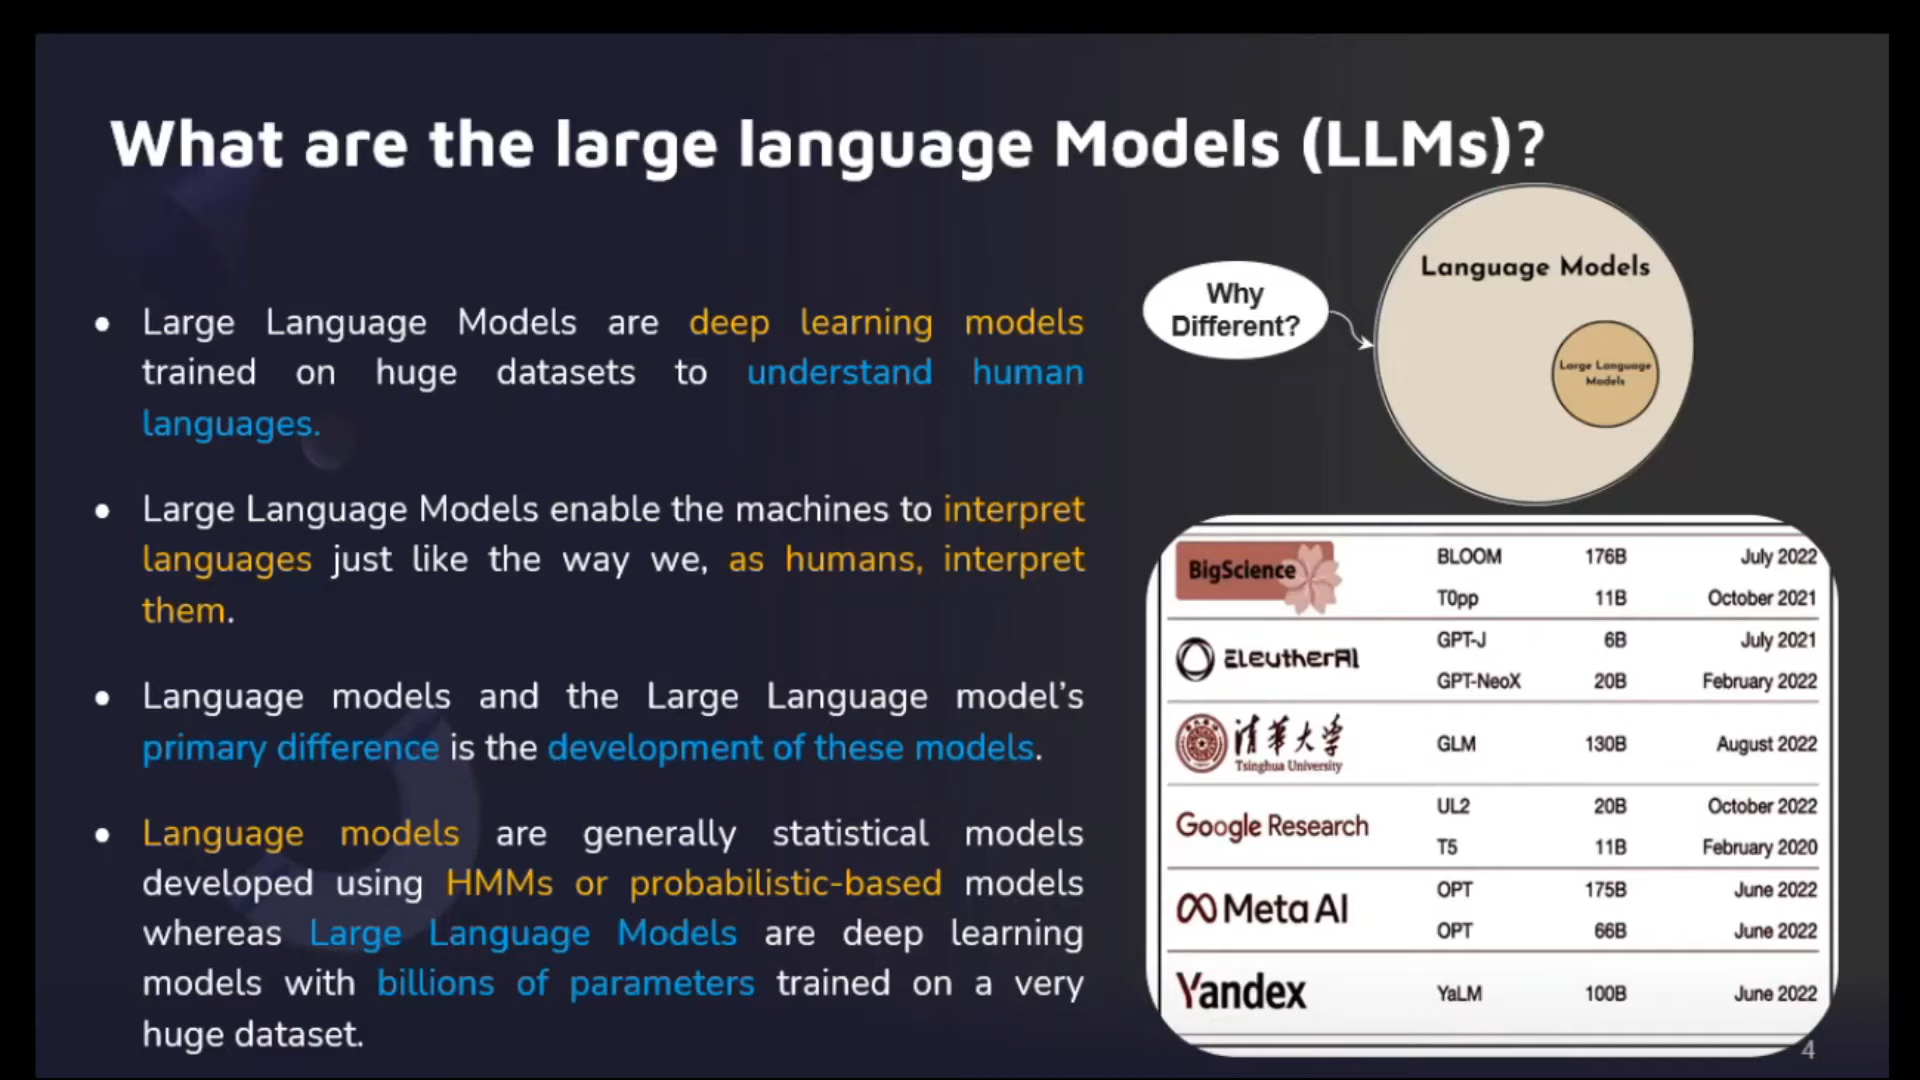 What are the large language Models (LLMs)?
Large Language Models are deep learning models
trained on huge datasets to understand human
languages.
Large Language Models enable the machines to interpret
languages just like the way we, as humans, interpret
them.
Language models and the Large Language model’s
primary difference is the development of these models.
Language models are generally statistical models
developed using HMMs or probabilistic-based models
whereas Large Language Models are deep learning
models with billions of parameters trained on a very
huge dataset.
Why
Different?
Language Models
Large Language
Models
BigScience
BLOOM 176B July 2022
T0pp 11B October 2021
EleutherAI
GPT-J 6B July 2021
GPT-NeoX 20B February 2022
清華大学
Tsinghua University
GLM 130B August 2022
Google Research
UL2 20B October 2022
T5 11B February 2020
Meta AI
OPT 175B June 2022
OPT 66B June 2022
Yandex
YaLM 100B June 2022
4